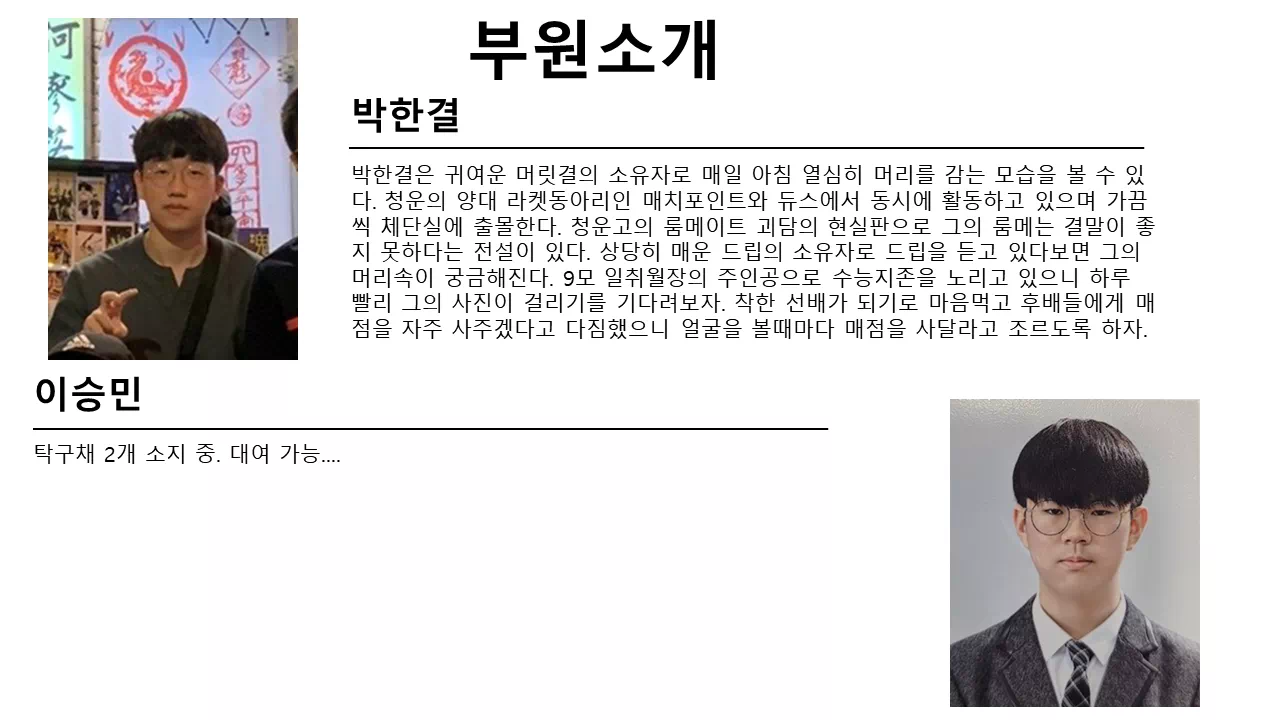 부원소개
박한결
박한결은 귀여운 머릿결의 소유자로 매일 아침 열심히 머리를 감는 모습을 볼 수 있
다. 청운의 양대 라켓동아리인 매치포인트와 듀스에서 동시에 활동하고 있으며 가끔
씩 체단실에 출몰한다. 청운고의 룸메이트 괴담의 현실판으로 그의 룸메는 결말이 좋
지 못하다는 전설이 있다. 상당히 매운 드립의 소유자로 드립을 듣고 있다보면 그의
머리속이 궁금해진다. 9모 일취월장의 주인공으로 수능지존을 노리고 있으니 하루
빨리 그의 사진이 걸리기를 기다려보자. 착한 선배가 되기로 마음먹고 후배들에게 매
점을 자주 사주겠다고 다짐했으니 얼굴을 볼때마다 매점을 사달라고 조르도록 하자.
이승민
탁구채 2개 소지 중. 대여 가능....